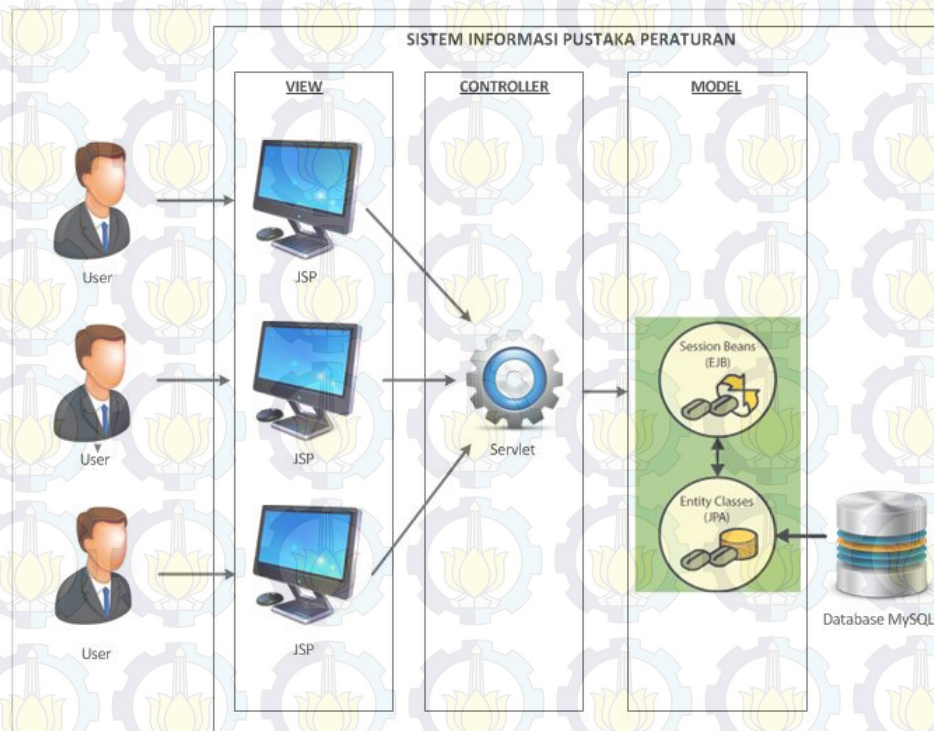 SISTEM INFORMASI PUSTAKA PERATURAN
VIEW
CONTROLLER
MODEL
User
JSP
Session Beans
(EJB)
User
JSP
Servlet
Entity Classes
(JPA)
Database MySQL
User
JSP